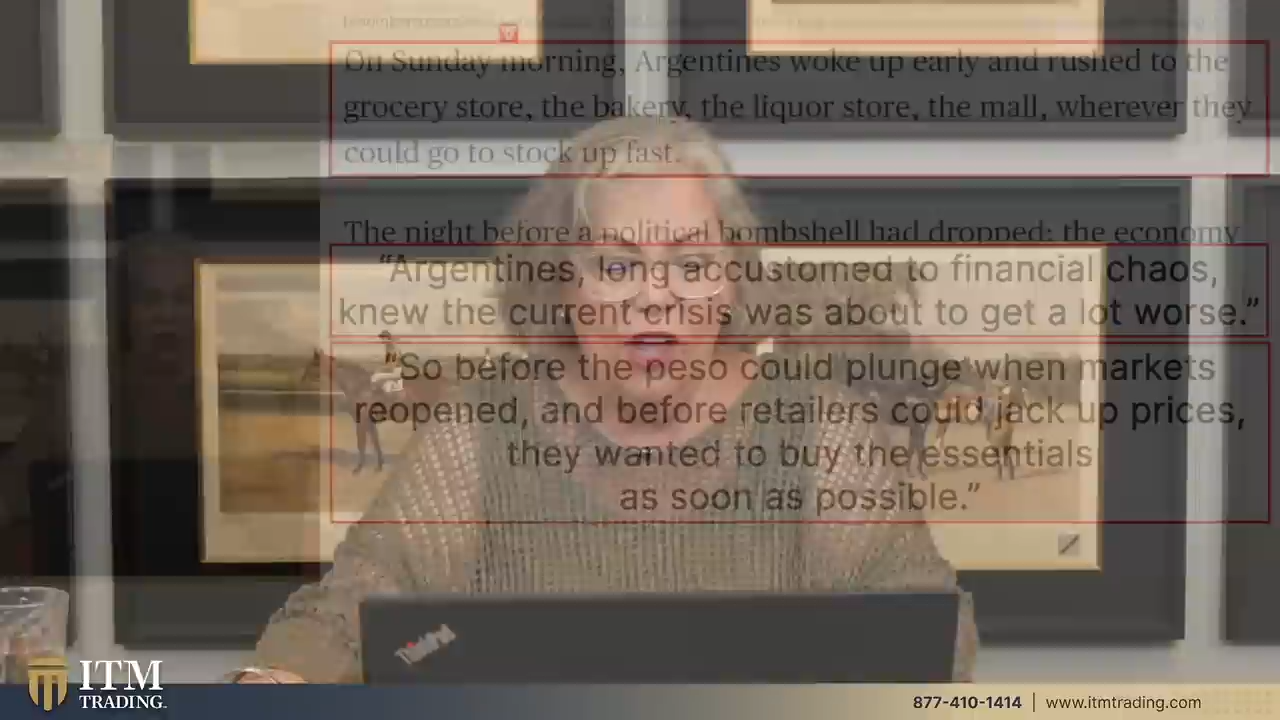 On Sunday morning, Argentines woke up early and rushed to the
grocery store, the bakery, the liquor store, the mall, wherever they
could go to stock up fast.
The night before a political bombshell had dropped: the economy
“Argentines, long accustomed to financial chaos,
knew the current crisis was about to get a lot worse.”
“So before the peso could plunge when markets
reopened, and before retailers could jack up prices,
they wanted to buy the essentials
as soon as possible.”
ThinkPad
ITM
TRADING.
877-410-1414 | www.itmtrading.com